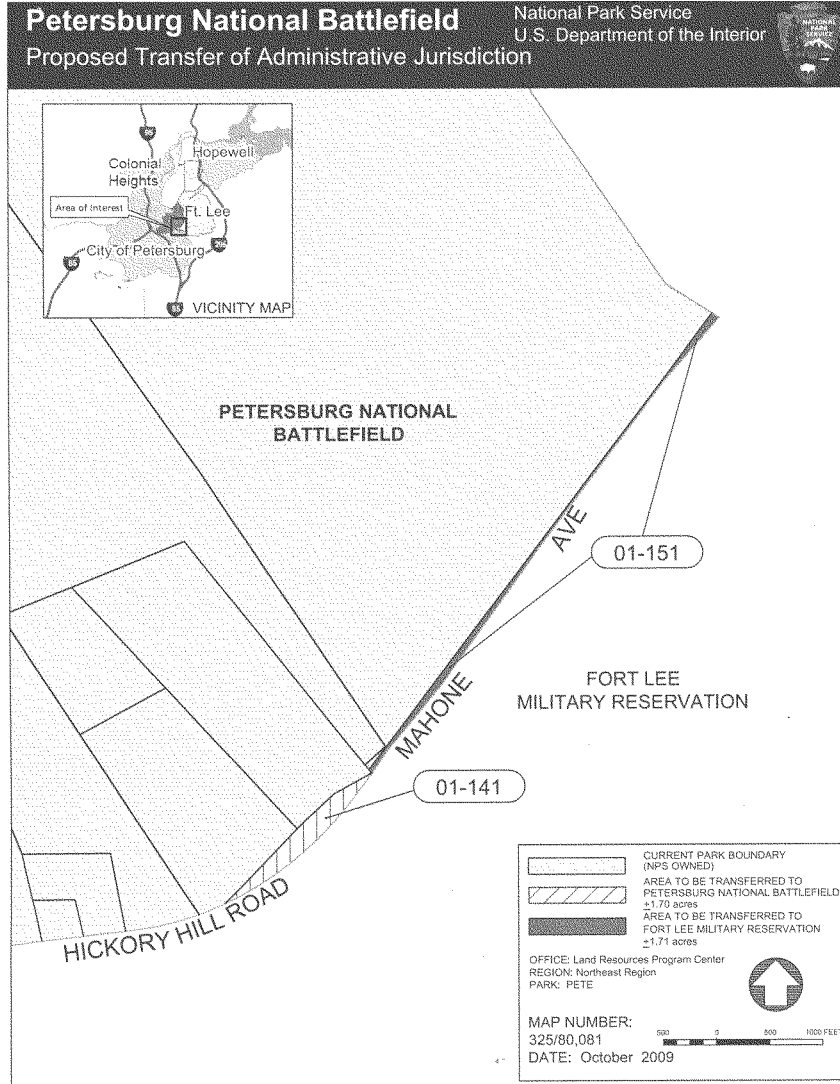 Petersburg National Battlefield
Proposed Transfer of Administrative Jurisdiction
National Park Service
U.S. Department of the Interior
NATIONAL
PARK
SERVICE
Colonial
Heights
Hopewell
Area of Interest
Ft. Lee
City of Petersburg
VICINITY MAP
PETERSBURG NATIONAL
BATTLEFIELD
AVE
01-151
FORT LEE
MILITARY RESERVATION
MAHONE
01-141
HICKORY HILL ROAD
CURRENT PARK BOUNDARY
(NPS OWNED)
AREA TO BE TRANSFERRED TO
PETERSBURG NATIONAL BATTLEFIELD
±1.70 acres
AREA TO BE TRANSFERRED TO
FORT LEE MILITARY RESERVATION
±1.71 acres
OFFICE: Land Resources Program Center
REGION: Northeast Region
PARK: PETE
MAP NUMBER:
325/80,081
DATE: October 2009
500 0 500 1000 FEET